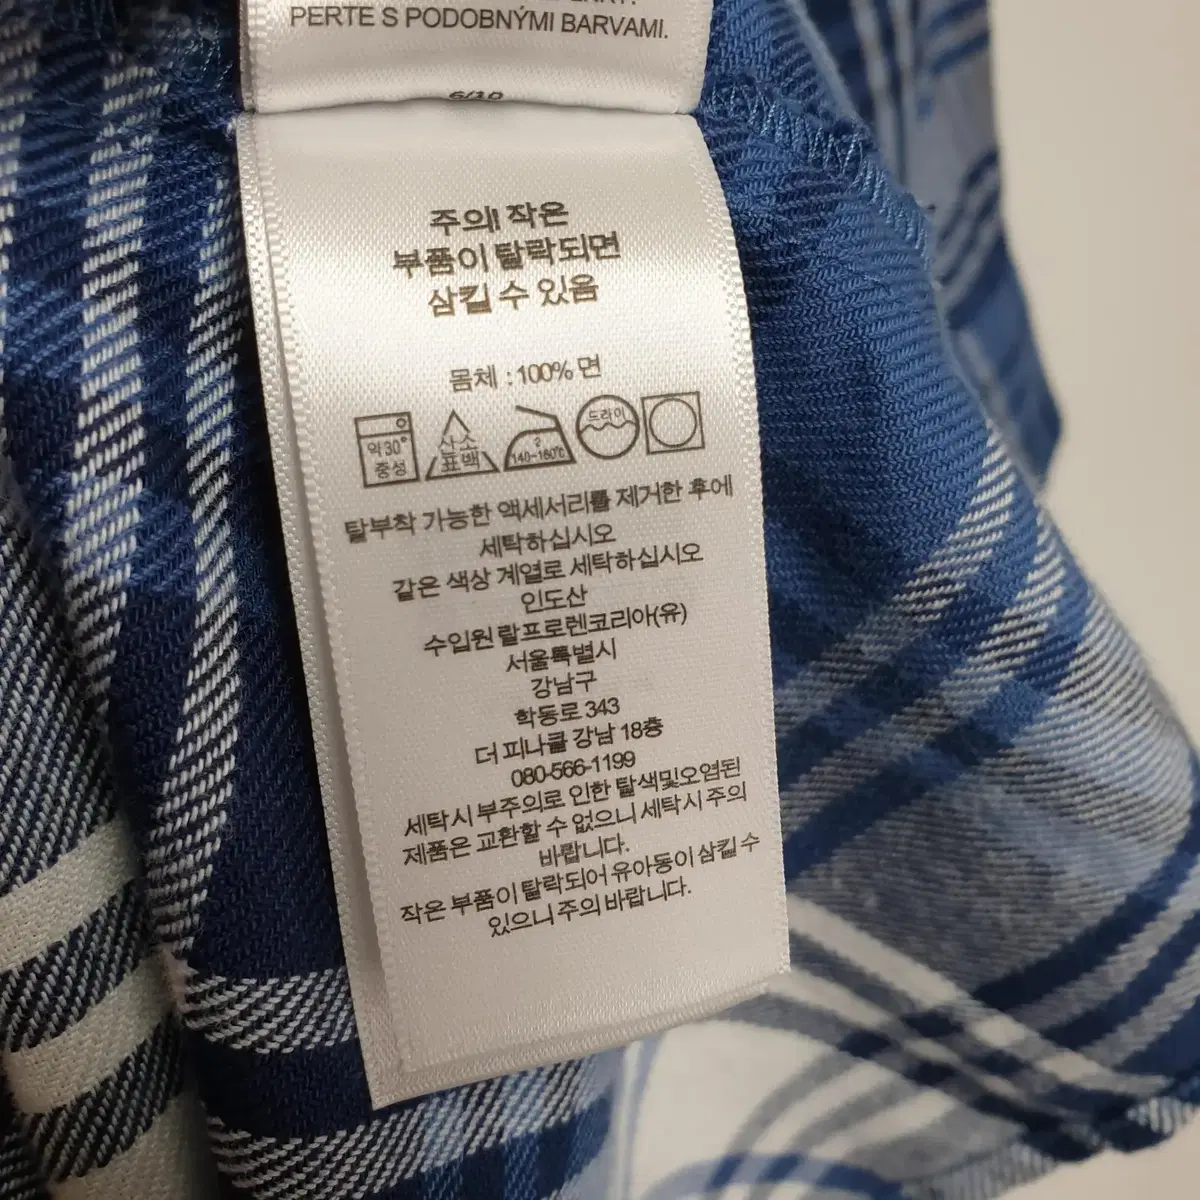 PERTE S PODOBNÝMI BARVAMI.
6/10
주의! 작은
부품이 탈락되면
삼킬 수 있음
몸체 : 100% 면
약30°
중성
산소
표백
2
140~160°C
드라이
탈부착 가능한 액세서리를 제거한 후에
세탁하십시오
같은 색상 계열로 세탁하십시오
인도산
수입원 랄프로렌코리아(유)
서울특별시
강남구
학동로 343
더 피나클 강남 18층
080-566-1199
세탁시 부주의로 인한 탈색및오염된
제품은 교환할 수 없으니 세탁시 주의
바랍니다.
작은 부품이 탈락되어 유아동이 삼킬 수
있으니 주의 바랍니다.